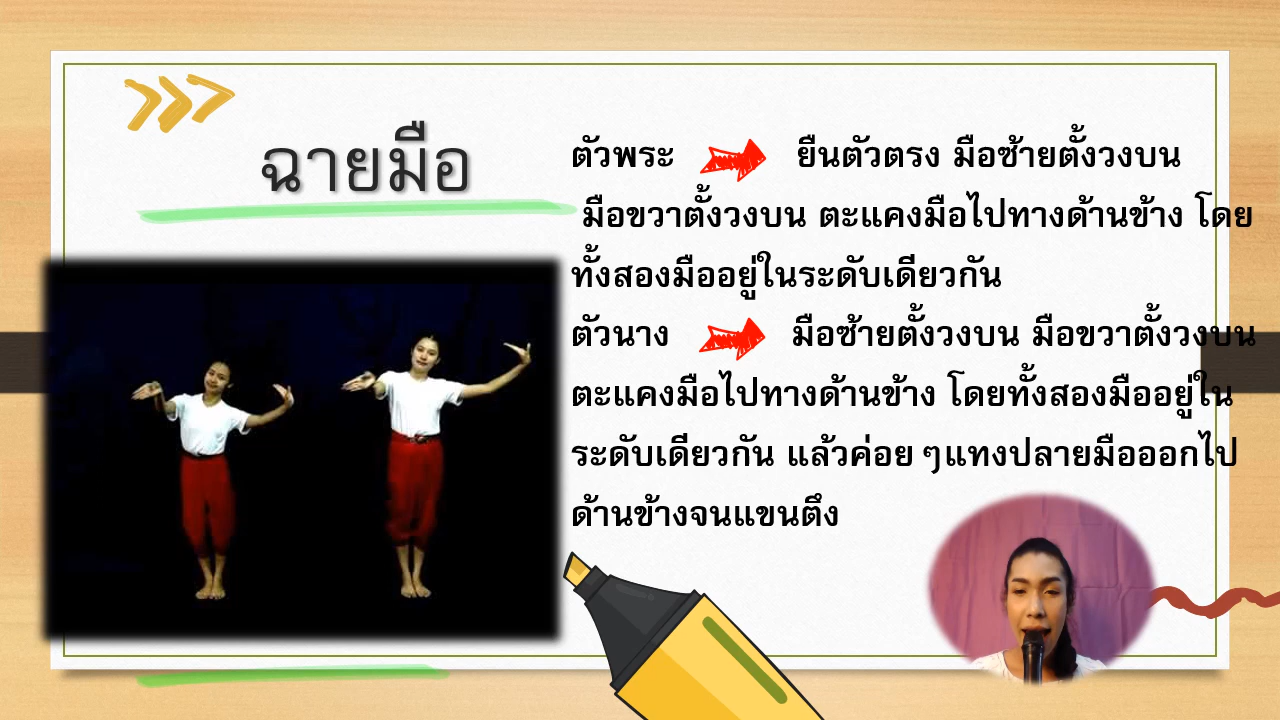 ฉายมือ
ตัวพระ ยืนตัวตรง มือซ้ายตั้งวงบน
มือขวาตั้งวงบน ตะแคงมือไปทางด้านข้าง โดย
ทั้งสองมืออยู่ในระดับเดียวกัน
ตัวนาง มือซ้ายตั้งวงบน มือขวาตั้งวงบน
ตะแคงมือไปทางด้านข้าง โดยทั้งสองมืออยู่ใน
ระดับเดียวกัน แล้วค่อย ๆแทงปลายมือออกไป
ด้านข้างจนแขนตึง